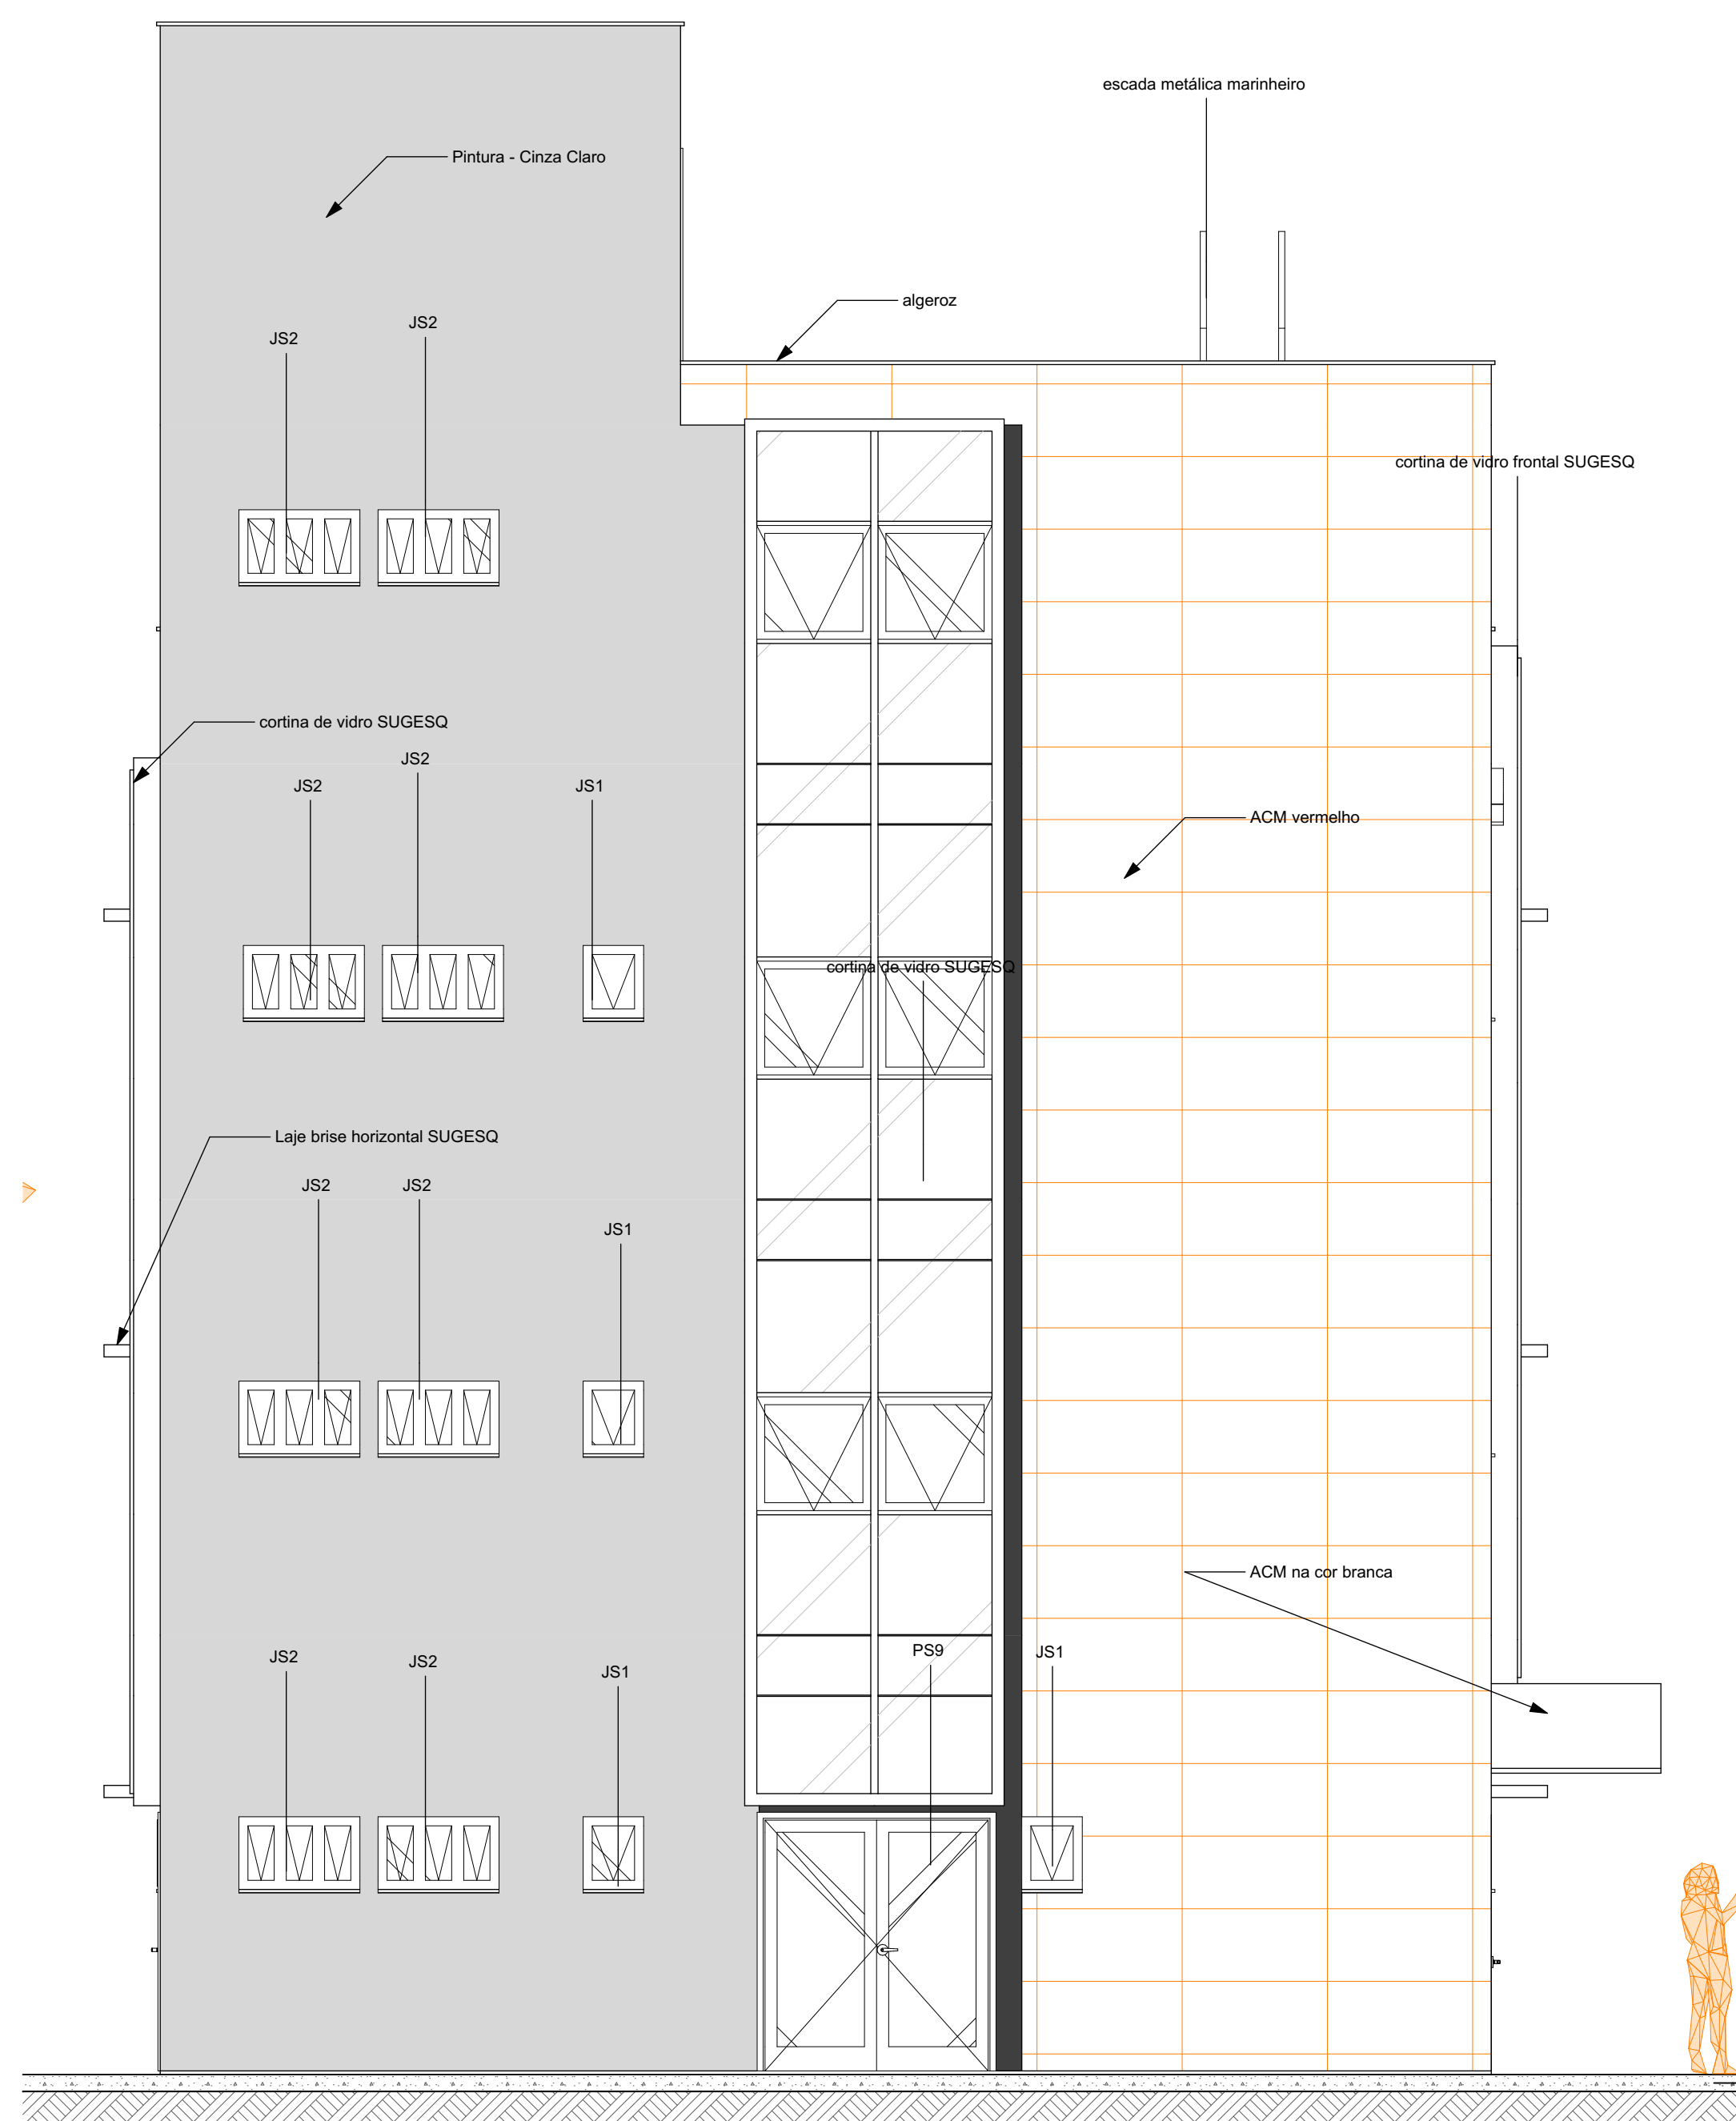 escada metálica marinheiro
Pintura - Cinza Claro
algeroz
JS2
JS2
cortina de vidro frontal SUGESQ
cortina de vidro SUGESQ
JS2
JS2
JS1
ACM vermelho
cortina de vidro SUGESQ
Laje brise horizontal SUGESQ
JS2
JS2
JS1
ACM na cor branca
JS2
JS2
JS1
PS9
JS1